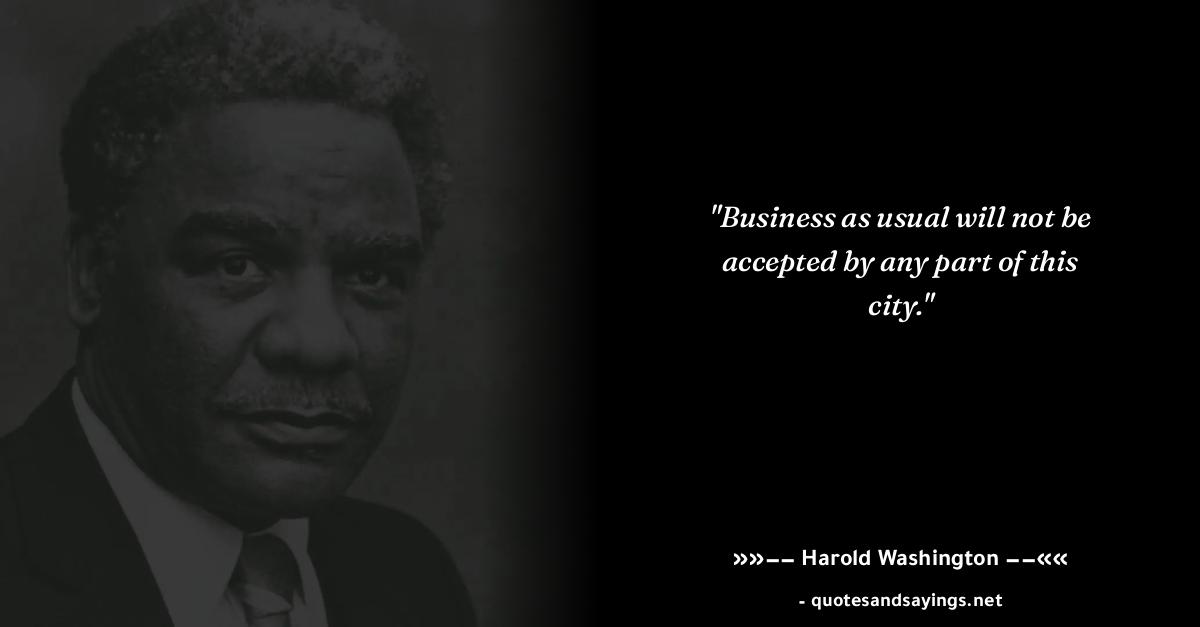 "Business as usual will not be
accepted by any part of this
city."
»»−− Harold Washington −−««
- quotesandsayings.net